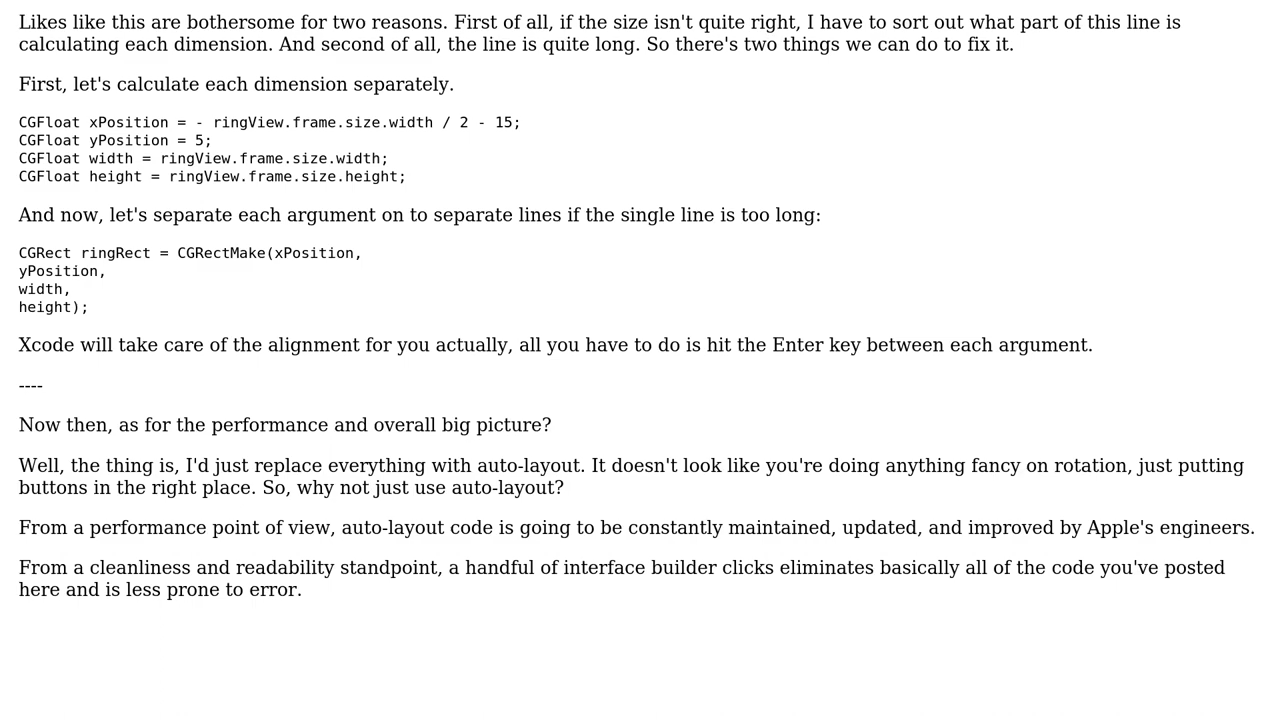 Likes like this are bothersome for two reasons. First of all, if the size isn't quite right, I have to sort out what part of this line is
calculating each dimension. And second of all, the line is quite long. So there's two things we can do to fix it.
First, let's calculate each dimension separately.
CGFloat xPosition = - ringView.frame.size.width / 2 - 15;
CGFloat yPosition = 5;
CGFloat width = ringView.frame.size.width;
CGFloat height = ringView.frame.size.height;
And now, let's separate each argument on to separate lines if the single line is too long:
CGRect ringRect = CGRectMake(xPosition,
yPosition,
width,
height);
Xcode will take care of the alignment for you actually, all you have to do is hit the Enter key between each argument.
----
Now then, as for the performance and overall big picture?
Well, the thing is, I'd just replace everything with auto-layout. It doesn't look like you're doing anything fancy on rotation, just putting
buttons in the right place. So, why not just use auto-layout?
From a performance point of view, auto-layout code is going to be constantly maintained, updated, and improved by Apple's engineers.
From a cleanliness and readability standpoint, a handful of interface builder clicks eliminates basically all of the code you've posted
here and is less prone to error.